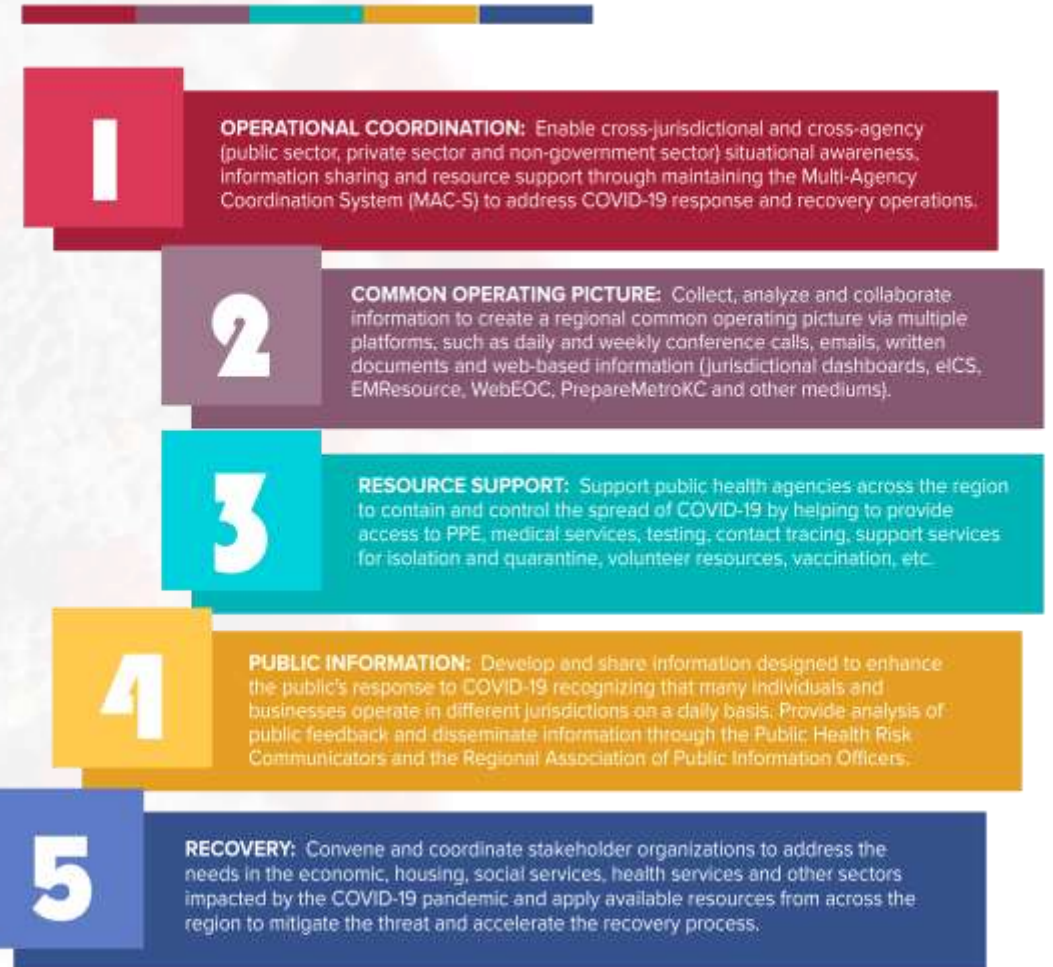 1
OPERATIONAL COORDINATION: Enable cross-jurisdictional and cross-agency
(public sector, private sector and non-government sector) situational awareness,
information sharing and resource support through maintaining the Multi-Agency
Coordination System (MAC-S) to address COVID-19 response and recovery operations.
2
COMMON OPERATING PICTURE: Collect, analyze and collaborate
information to create a regional common operating picture via multiple
platforms, such as daily and weekly conference calls, emails, written
documents and web-based information (jurisdictional dashboards, eICS,
EMResource, WebEOC, PrepareMetroKC and other mediums).
3
RESOURCE SUPPORT: Support public health agencies across the region
to contain and control the spread of COVID-19 by helping to provide
access to PPE, medical services, testing, contact tracing, support services
for isolation and quarantine, volunteer resources, vaccination, etc.
4
PUBLIC INFORMATION: Develop and share information designed to enhance
the public's response to COVID-19 recognizing that many individuals and
businesses operate in different jurisdictions on a daily basis. Provide analysis of
public feedback and disseminate information through the Public Health Risk
Communicators and the Regional Association of Public Information Officers.
5
RECOVERY: Convene and coordinate stakeholder organizations to address the
needs in the economic, housing, social services, health services and other sectors
impacted by the COVID-19 pandemic and apply available resources from across the
region to mitigate the threat and accelerate the recovery process.